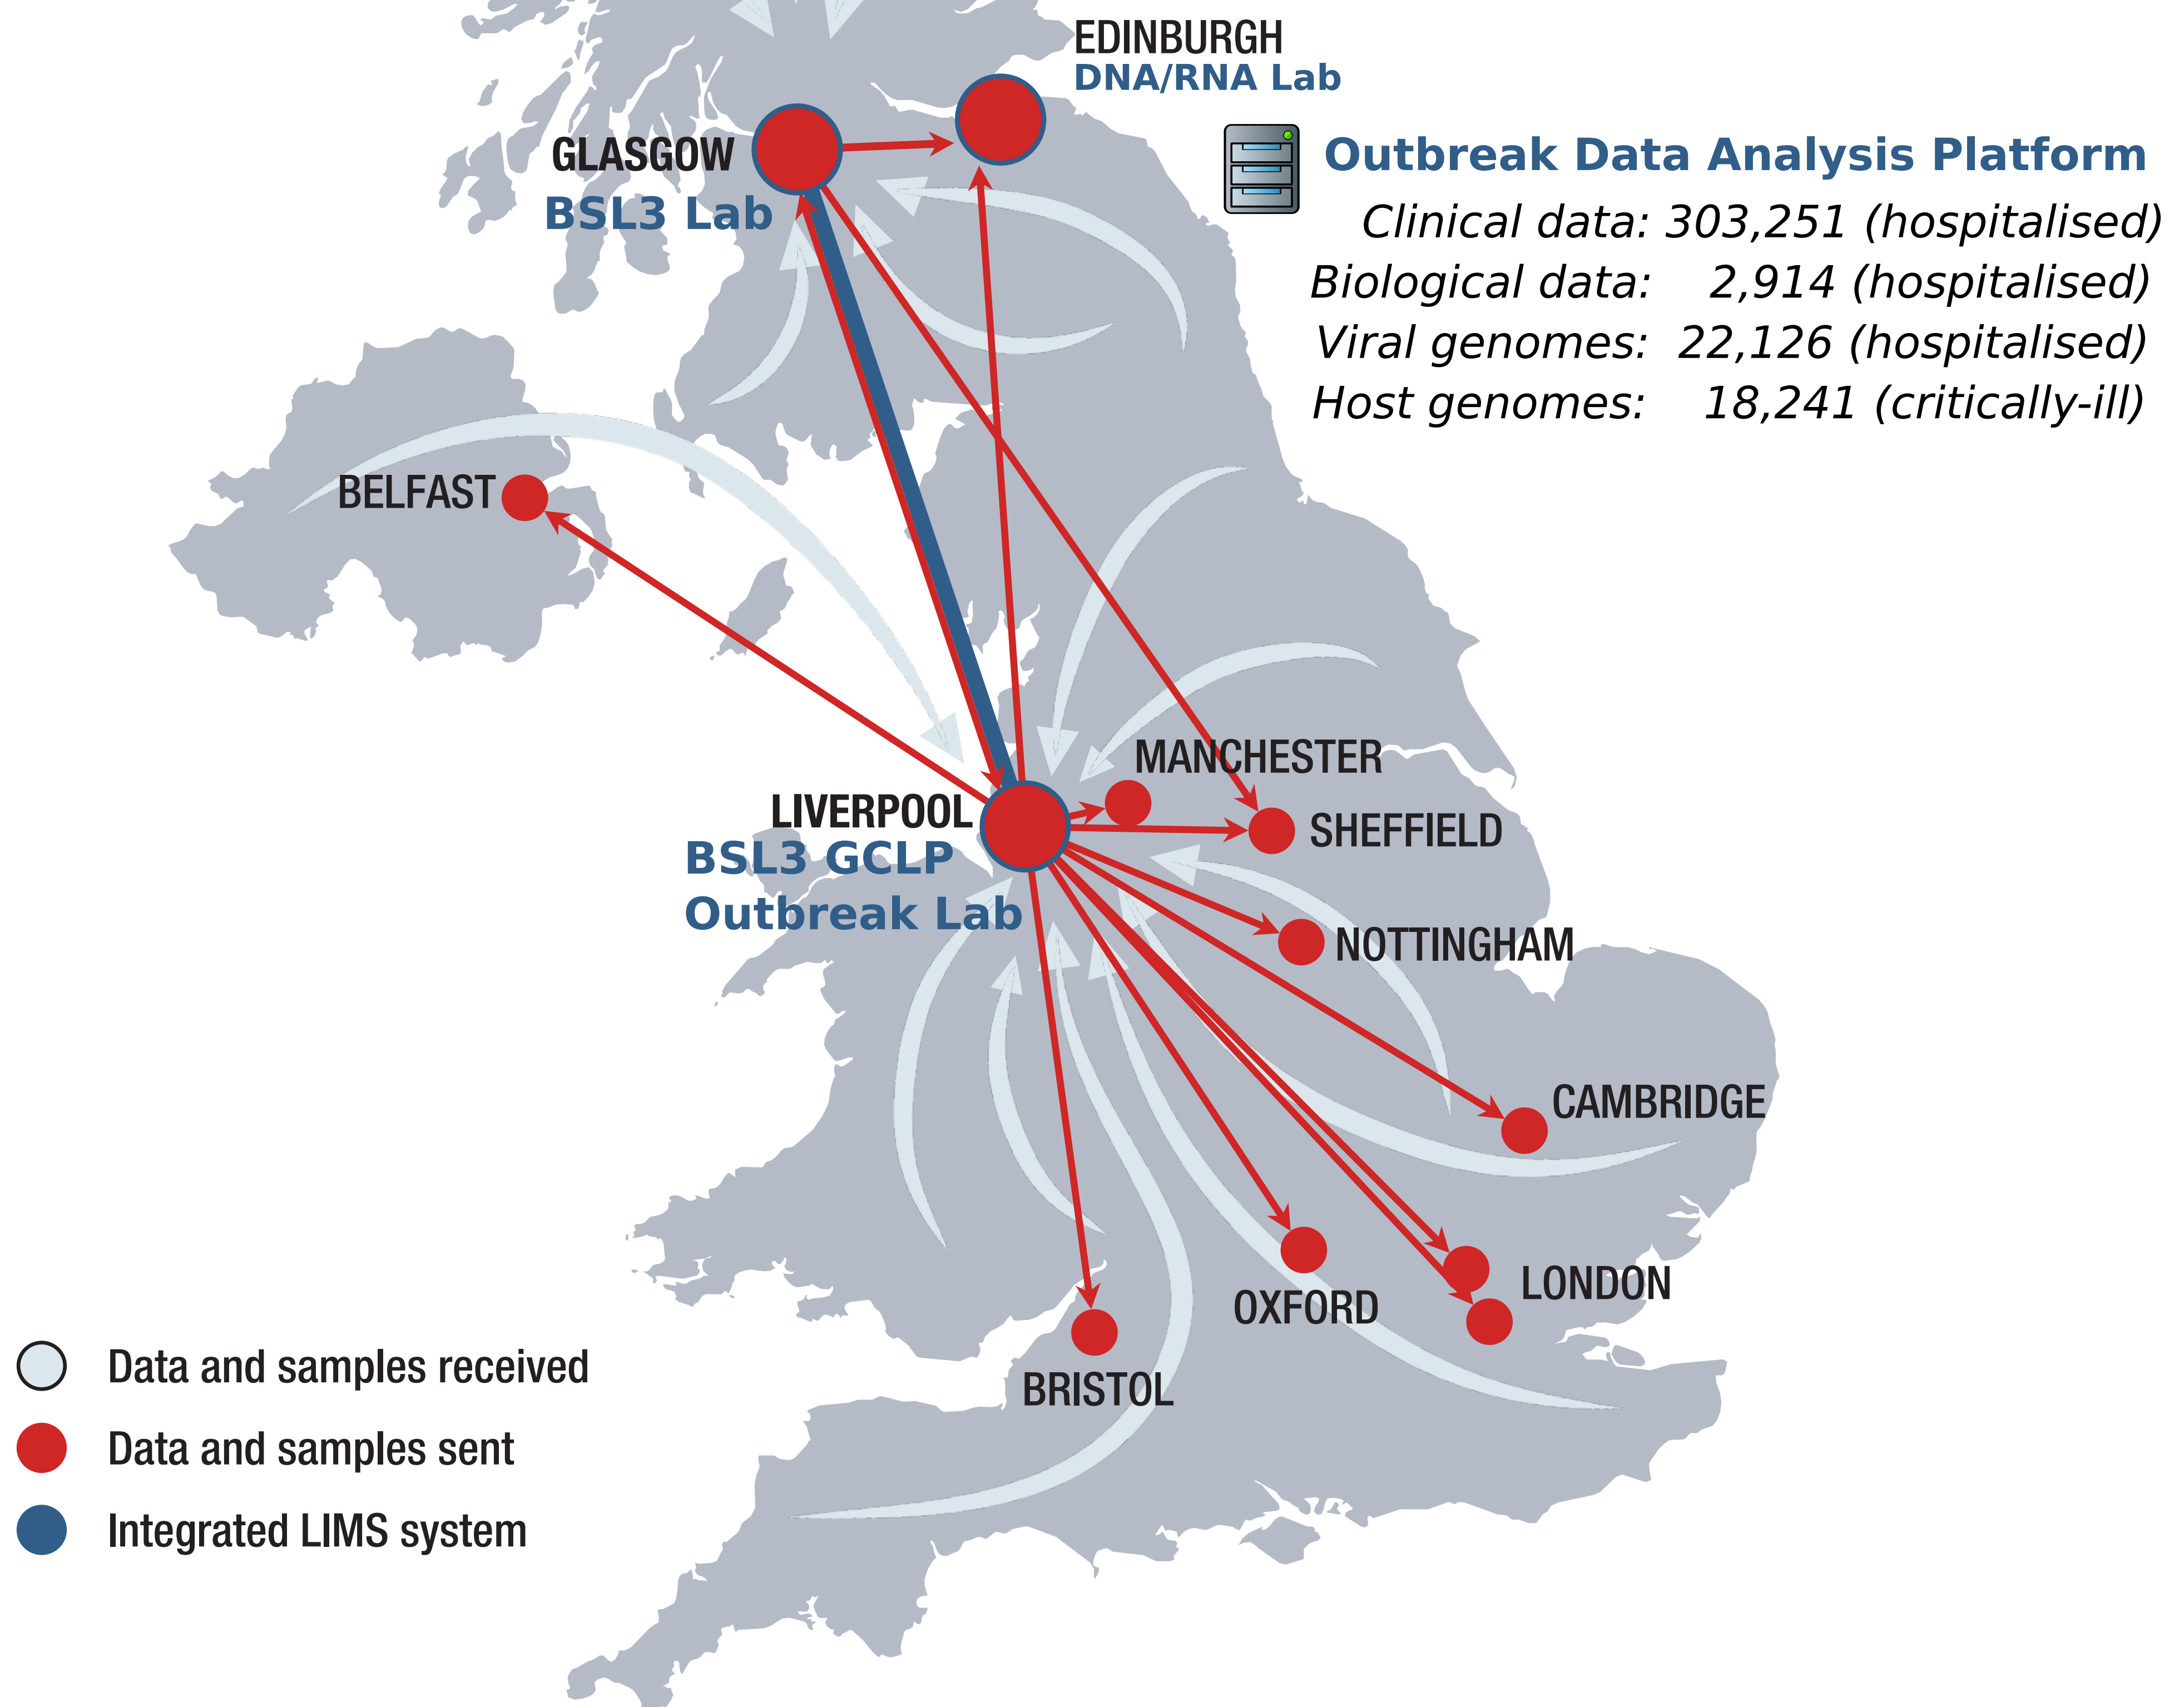 EDINBURGH
DNA/RNA Lab
GLASGOW
BSL3 Lab
Outbreak Data Analysis Platform
Clinical data: 303,251 (hospitalised)
Biological data: 2,914 (hospitalised)
Viral genomes: 22,126 (hospitalised)
Host genomes: 18,241 (critically-ill)
BELFAST
MANCHESTER
LIVERPOOL
BSL3 GCLP
Outbreak Lab
SHEFFIELD
NOTTINGHAM
CAMBRIDGE
LONDON
OXFORD
BRISTOL
Data and samples received
Data and samples sent
Integrated LIMS system